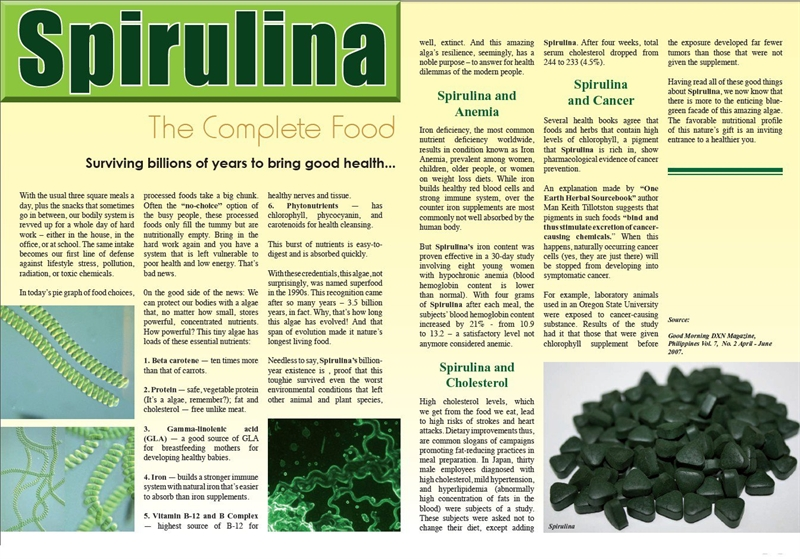 Spirulina
The Complete Food
Surviving billions of years to bring good health...
With the usual three square meals a
day, plus the snacks that sometimes
go in between, our bodily system is
revved up for a whole day of hard
work – either in the house, in the
office, or at school. The same intake
becomes our first line of defense
against lifestyle stress, pollution,
radiation, or toxic chemicals.
In today's pie graph of food choices,
processed foods take a big chunk.
Often the "no-choice" option of
the busy people, these processed
foods only fill the tummy but are
nutritionally empty. Bring in the
hard work again and you have a
system that is left vulnerable to
poor health and low energy. That's
bad news.
On the good side of the news: We
can protect our bodies with a algae
that, no matter how small, stores
powerful, concentrated nutrients.
How powerful? This tiny algae has
loads of these essential nutrients:
1. Beta carotene — ten times more
than that of carrots.
2. Protein — safe, vegetable protein
(It's a algae, remember?); fat and
cholesterol — free unlike meat.
3. Gamma-linolenic acid
(GLA) — a good source of GLA
for breastfeeding mothers for
developing healthy babies.
4. Iron — builds a stronger immune
system with natural iron that's easier
to absorb than iron supplements.
5. Vitamin B-12 and B Complex
— highest source of B-12 for
healthy nerves and tissue.
6. Phytonutrients — has
chlorophyll, phycocyanin, and
carotenoids for health cleansing.
This burst of nutrients is easy-to-
digest and is absorbed quickly.
With these credentials, this algae, not
surprisingly, was named superfood
in the 1990s. This recognition came
after so many years – 3.5 billion
years, in fact. Why, that's how long
this algae has evolved! And that
span of evolution made it nature's
longest living food.
Needless to say, Spirulina's billion-
year existence is , proof that this
toughie survived even the worst
environmental conditions that left
other animal and plant species,
well, extinct. And this amazing
alga's resilience, seemingly, has a
noble purpose – to answer for health
dilemmas of the modern people.
Spirulina and
Anemia
Iron deficiency, the most common
nutrient deficiency worldwide,
results in condition known as Iron
Anemia, prevalent among women,
children, older people, or women
on weight loss diets. While iron
builds healthy red blood cells and
strong immune system, over the
counter iron supplements are most
commonly not well absorbed by the
human body.
But Spirulina's iron content was
proven effective in a 30-day study
involving eight young women
with hypochronic anemia (blood
hemoglobin content is lower
than normal). With four grams
of Spirulina after each meal, the
subjects' blood hemoglobin content
increased by 21% - from 10.9
to 13.2 – a satisfactory level not
anymore considered anemic.
Spirulina and
Cholesterol
High cholesterol levels, which
we get from the food we eat, lead
to high risks of strokes and heart
attacks. Dietary improvements thus,
are common slogans of campaigns
promoting fat-reducing practices in
meal preparation. In Japan, thirty
male employees diagnosed with
high cholesterol, mild hypertension,
and hyperlipidemia (abnormally
high concentration of fats in the
blood) were subjects of a study.
These subjects were asked not to
change their diet, except adding
Spirulina. After four weeks, total
serum cholesterol dropped from
244 to 233 (4.5%).
Spirulina
and Cancer
Several health books agree that
foods and herbs that contain high
levels of chlorophyll, a pigment
that Spirulina is rich in, show
pharmacological evidence of cancer
prevention.
An explanation made by "One
Earth Herbal Sourcebook" author
Man Keith Tillotston suggests that
pigments in such foods "bind and
thus stimulate excretion of cancer-
causing chemicals." When this
happens, naturally occurring cancer
cells (yes, they are just there) will
be stopped from developing into
symptomatic cancer.
For example, laboratory animals
used in an Oregon State University
were exposed to cancer-causing
substance. Results of the study
had it that those that were given
chlorophyll supplement before
the exposure developed far fewer
tumors than those that were not
given the supplement.
Having read all of these good things
about Spirulina, we now know that
there is more to the enticing blue-
green facade of this amazing algae.
The favorable nutritional profile
of this nature's gift is an inviting
entrance to a healthier you.
Source:
Good Morning DXN Magazine,
Philippines Vol. 7, No. 2 April - June
2007.
Spirulina